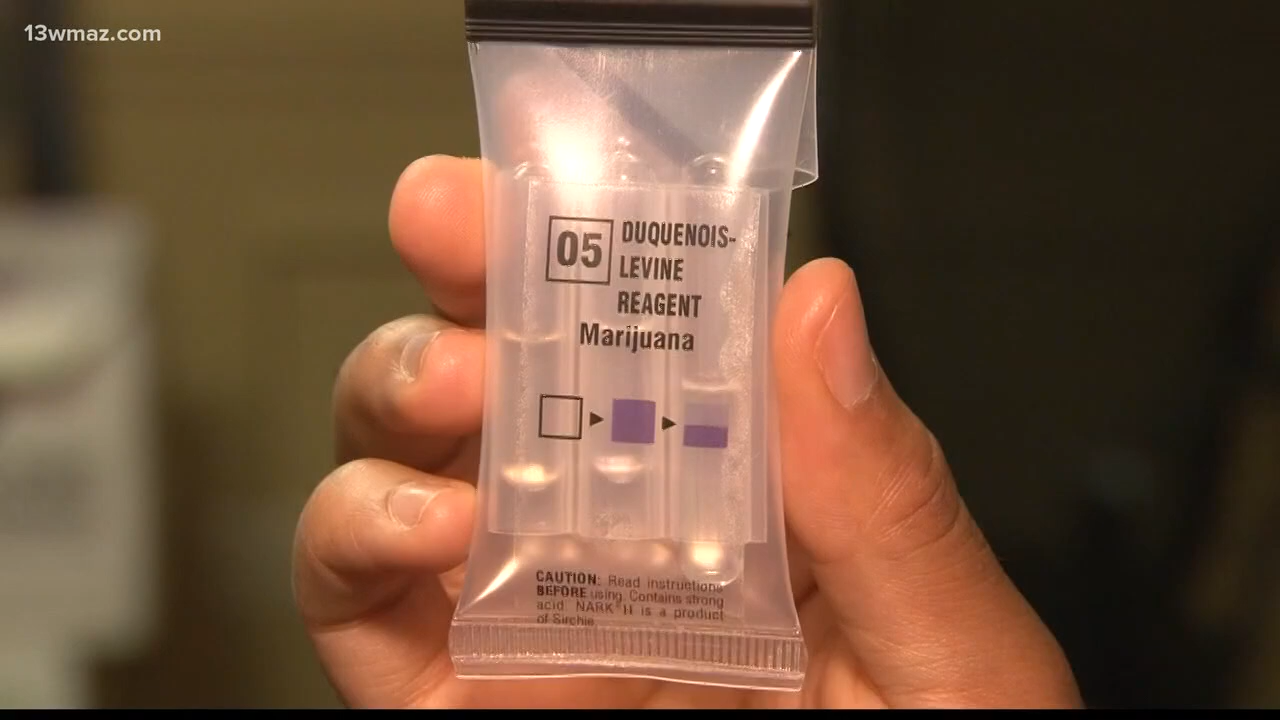 13wmaz.com
05
DUQUENOIS-
LEVINE
REAGENT
Marijuana
CAUTION: Read instructions
BEFORE using. Contains strong
acid. NARK II is a product
of Sirchie